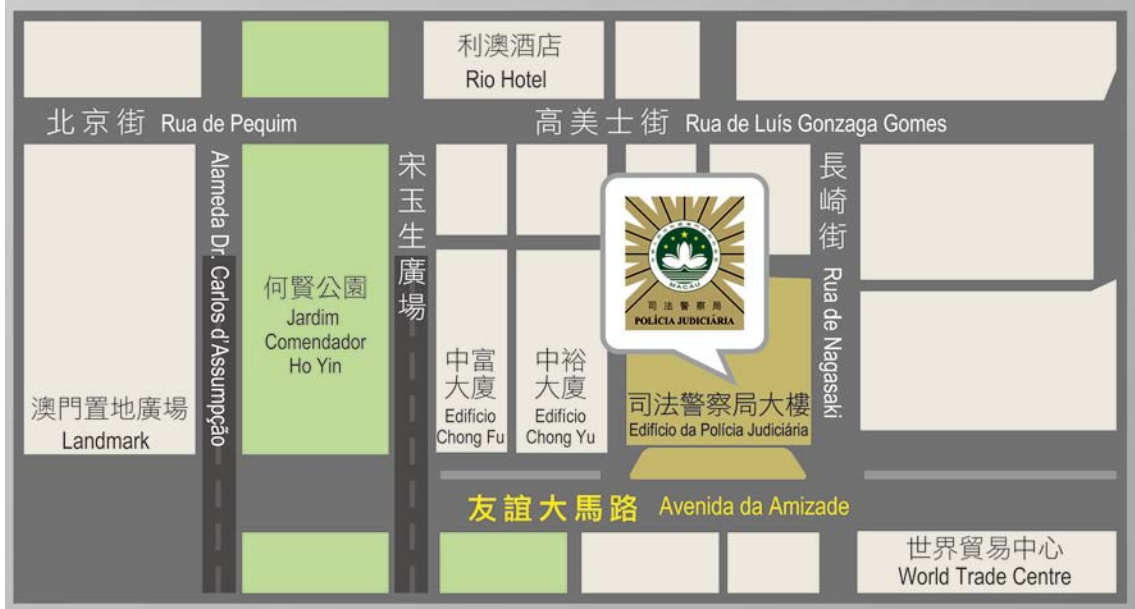 利澳酒店
Rio Hotel
北京街 Rua de Pequim
高美士街 Rua de Luís Gonzaga Gomes
Alameda Dr. Carlos d'Assumpção
宋玉生廣場
長崎街 Rua de Nagasaki
MACAU
司法警察局
POLÍCIA JUDICIÁRIA
何賢公園
Jardim
Comendador
Ho Yin
澳門置地廣場
Landmark
中富
大廈
Edifício
Chong Fu
中裕
大廈
Edifício
Chong Yu
司法警察局大樓
Edifício da Polícia Judiciária
友誼大馬路 Avenida da Amizade
世界貿易中心
World Trade Centre